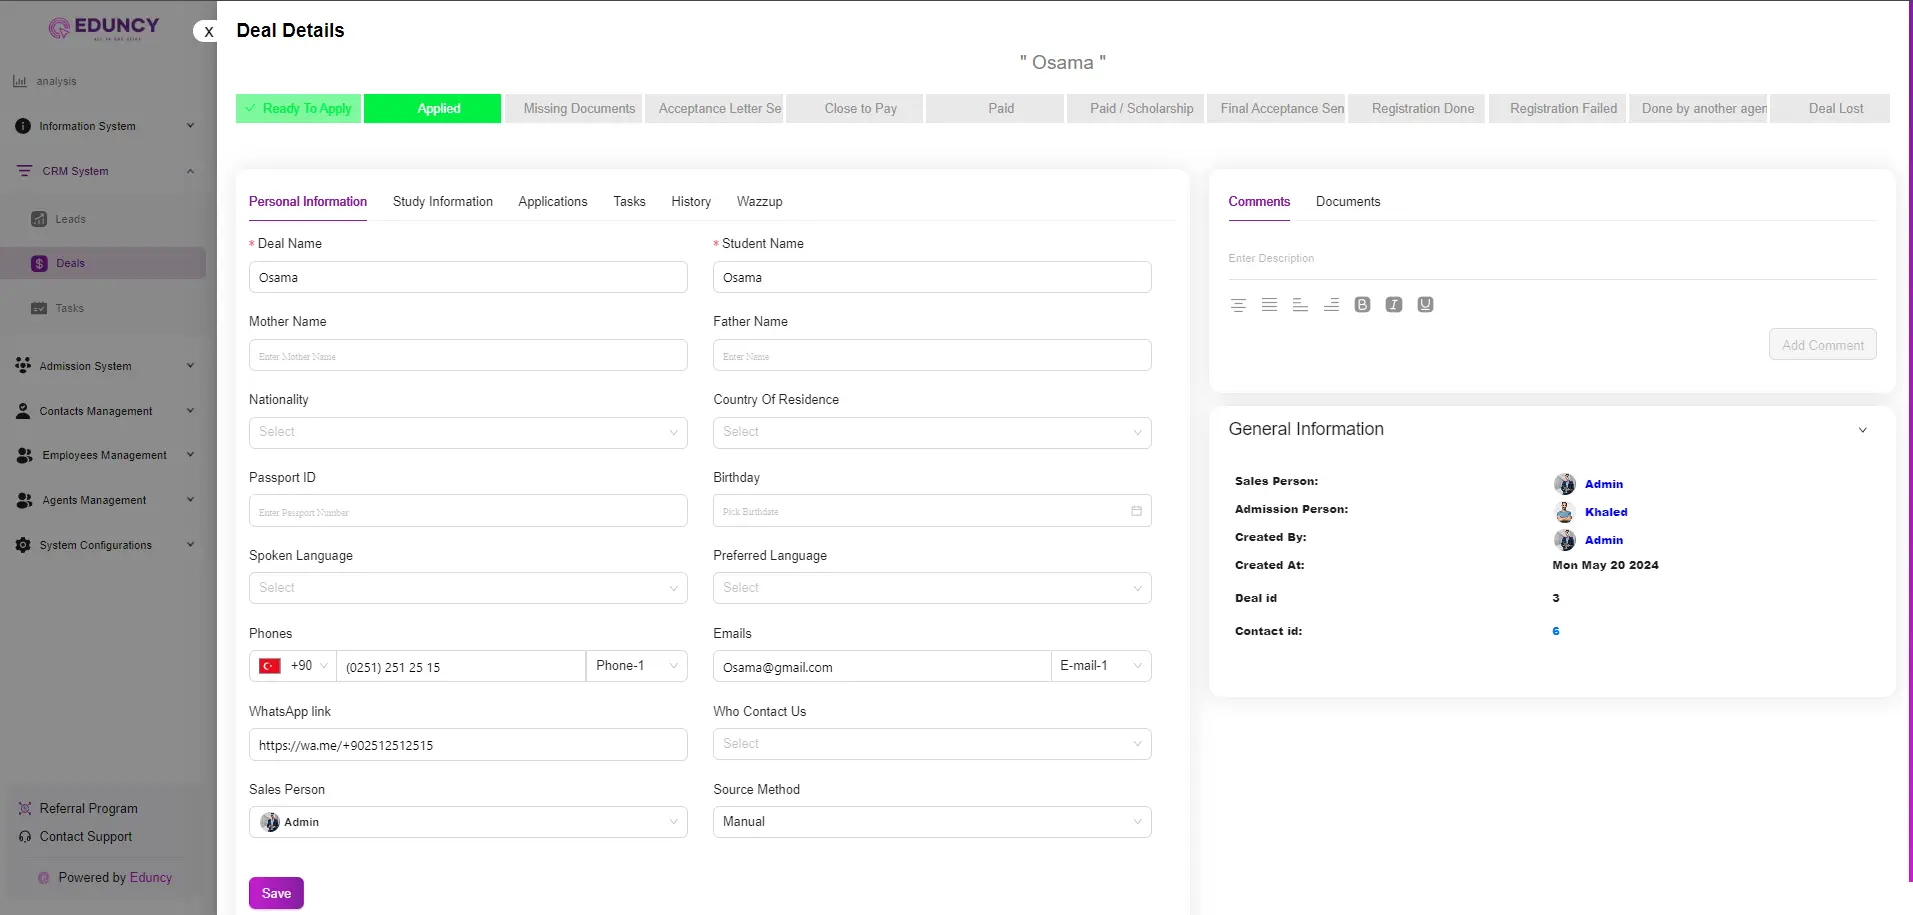 EDUNCY
ALL IN ONE SUITE
X
Deal Details
" Osama "
analysis
Information System
CRM System
Leads
Deals
Tasks
Admission System
Contacts Management
Employees Management
Agents Management
System Configurations
Referral Program
Contact Support
Powered by Eduncy
Ready To Apply
Applied
Missing Documents
Acceptance Letter Se
Close to Pay
Paid
Paid / Scholarship
Final Acceptance Sen
Registration Done
Registration Failed
Done by another agen
Deal Lost
Personal Information
Study Information
Applications
Tasks
History
Wazzup
* Deal Name
Osama
* Student Name
Osama
Mother Name
Enter Mother Name
Father Name
Enter Name
Nationality
Select
Country Of Residence
Select
Passport ID
Enter Passport Number
Birthday
Pick Birthdate
Spoken Language
Select
Preferred Language
Select
Phones
+90
(0251) 251 25 15
Phone-1
Emails
Osama@gmail.com
E-mail-1
WhatsApp link
https://wa.me/+902512512515
Who Contact Us
Select
Sales Person
Admin
Source Method
Manual
Save
Comments
Documents
Enter Description
B
I
U
Add Comment
General Information
Sales Person:
Admin
Admission Person:
Khaled
Created By:
Admin
Created At:
Mon May 20 2024
Deal id
3
Contact id:
6